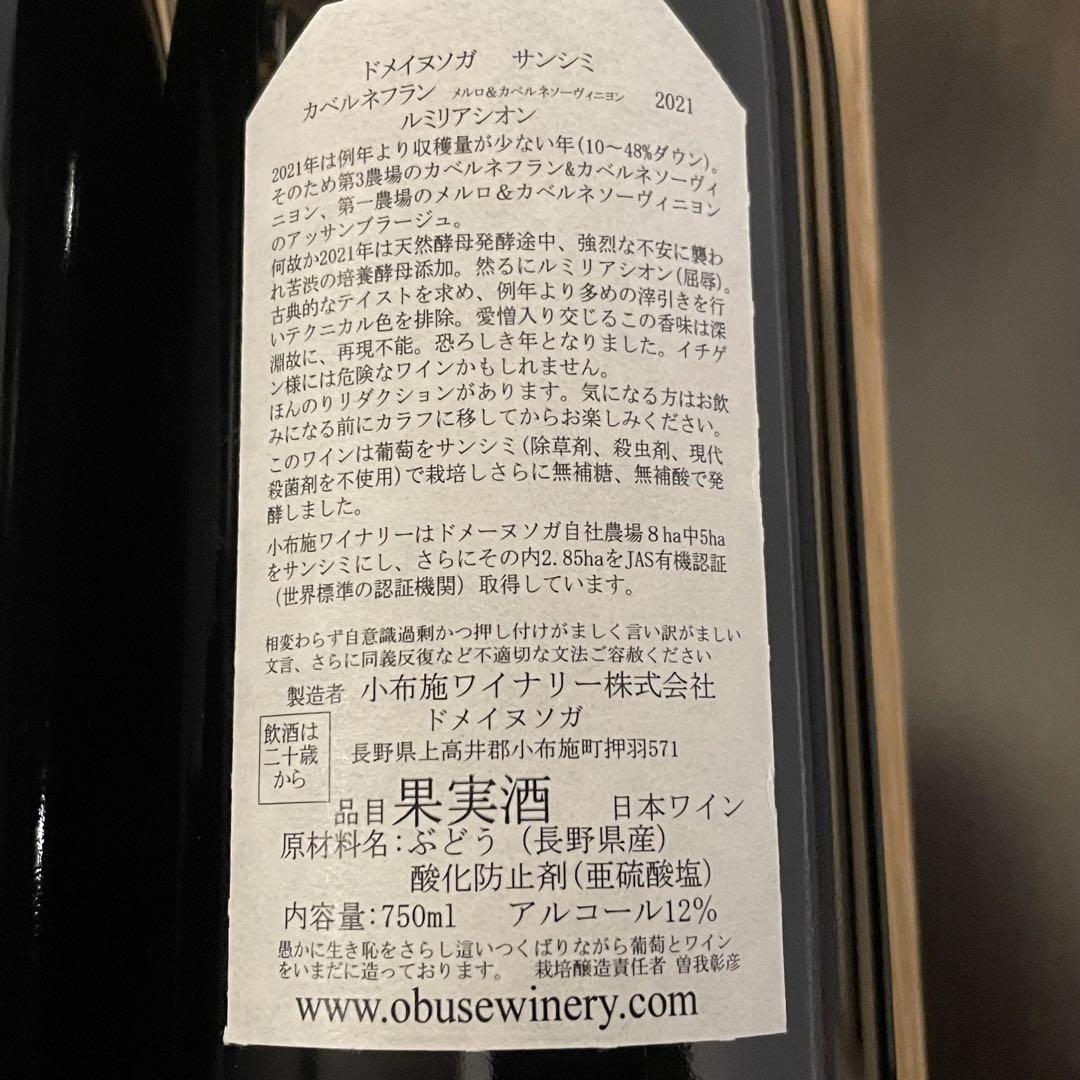 ドメイヌソガ　サンシミ
カベルネフラン　メルロ&カベルネソーヴィニヨン　2021
ルミリアシオン
2021年は例年より収穫量が少ない年(10～48%ダウン)。
そのため第3農場のカベルネフラン&カベルネソーヴィ
ニヨン、第一農場のメルロ＆カベルネソーヴィニヨン
のアッサンブラージュ。
何故か2021年は天然酵母発酵途中、強烈な不安に襲わ
れ苦渋の培養酵母添加。然るにルミリアシオン(屈辱)。
古典的なテイストを求め、例年より多めの滓引きを行
いテクニカル色を排除。愛憎入り交じるこの香味は深
淵故に、再現不能。恐ろしき年となりました。イチゲ
ン様には危険なワインかもしれません。
ほんのりリダクションがあります。気になる方はお飲
みになる前にカラフに移してからお楽しみください。
このワインは葡萄をサンシミ(除草剤、殺虫剤、現代
殺菌剤を不使用)で栽培しさらに無補糖、無補酸で発
酵しました。
小布施ワイナリーはドメーヌソガ自社農場８ha中5ha
をサンシミにし、さらにその内2.85haをJAS有機認証
（世界標準の認証機関）取得しています。
相変わらず自意識過剰かつ押し付けがましく言い訳がましい
文言、さらに同義反復など不適切な文法ご容赦ください
製造者　小布施ワイナリー株式会社
ドメイヌソガ
長野県上高井郡小布施町押羽571
飲酒は
二十歳
から
品目 果実酒　日本ワイン
原材料名：ぶどう（長野県産）
酸化防止剤(亜硫酸塩)
内容量：750ml　アルコール12%
愚かに生き恥をさらし這いつくばりながら葡萄とワイン
をいまだに造っております。　栽培醸造責任者 曽我彰彦
www.obusewinery.com